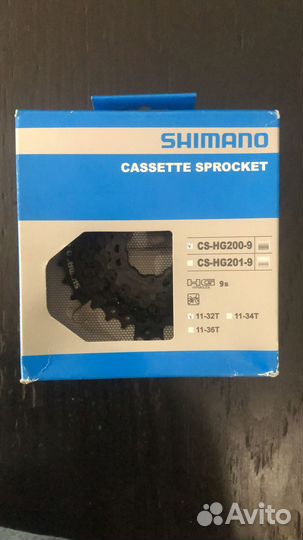 SHIMANO
CASSETTE SPROCKET
CS-HG200-9
CS-HG201-9
HG 9s
11-32T 11-34T
11-36T
Avito